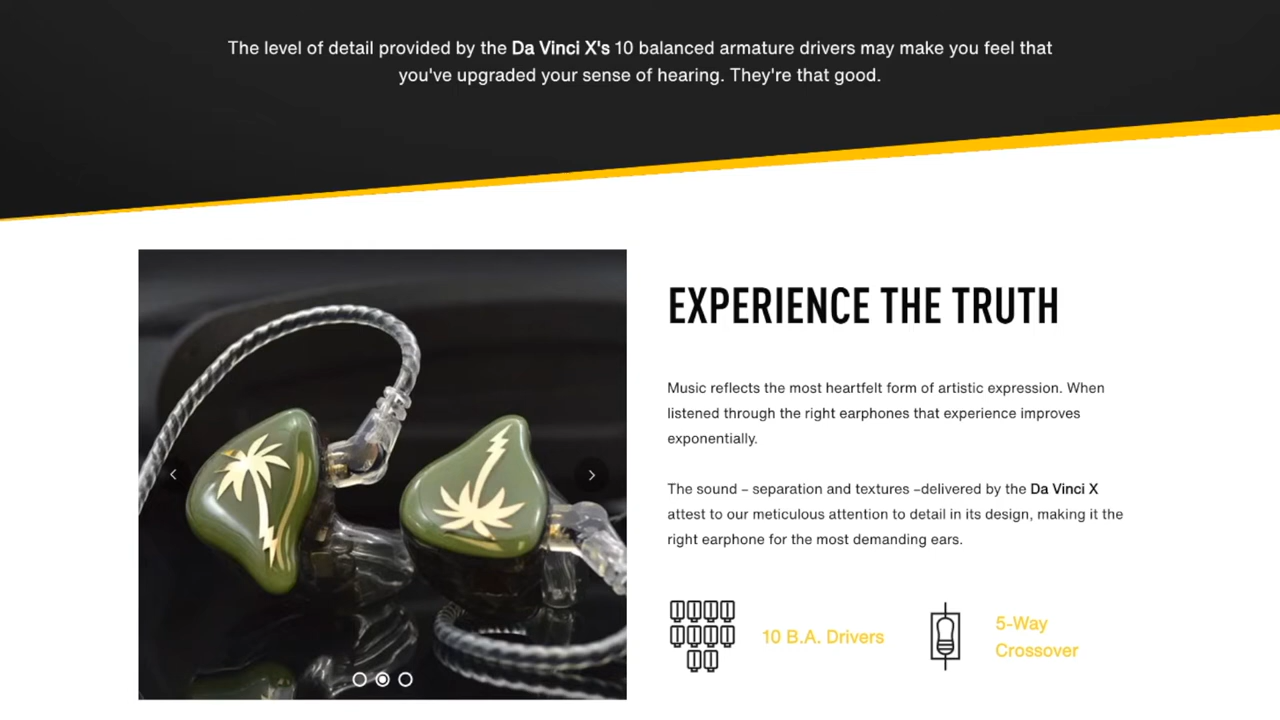 The level of detail provided by the Da Vinci X's 10 balanced armature drivers may make you feel that
you've upgraded your sense of hearing. They're that good.
EXPERIENCE THE TRUTH
Music reflects the most heartfelt form of artistic expression. When
listened through the right earphones that experience improves
exponentially.
The sound – separation and textures –delivered by the Da Vinci X
attest to our meticulous attention to detail in its design, making it the
right earphone for the most demanding ears.
10 B.A. Drivers
5-Way
Crossover